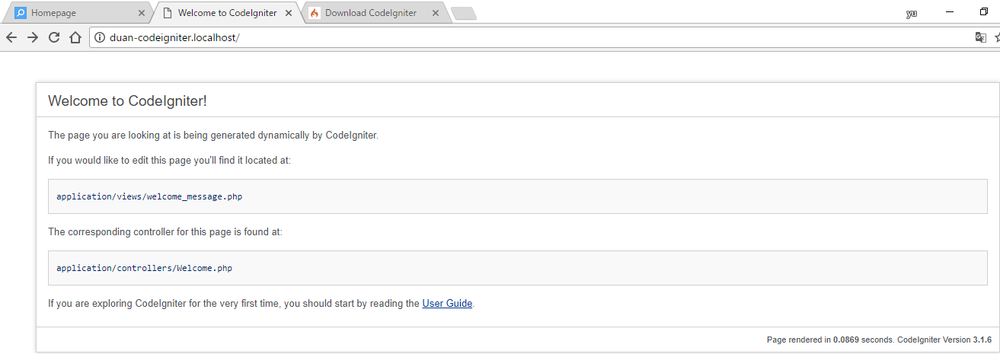 Homepage
Welcome to CodeIgniter
Download CodeIgniter
yu
duan-codeigniter.localhost/
Welcome to CodeIgniter!
The page you are looking at is being generated dynamically by CodeIgniter.
If you would like to edit this page you'll find it located at:
application/views/welcome_message.php
The corresponding controller for this page is found at:
application/controllers/Welcome.php
If you are exploring CodeIgniter for the very first time, you should start by reading the User Guide.
Page rendered in 0.0869 seconds. CodeIgniter Version 3.1.6